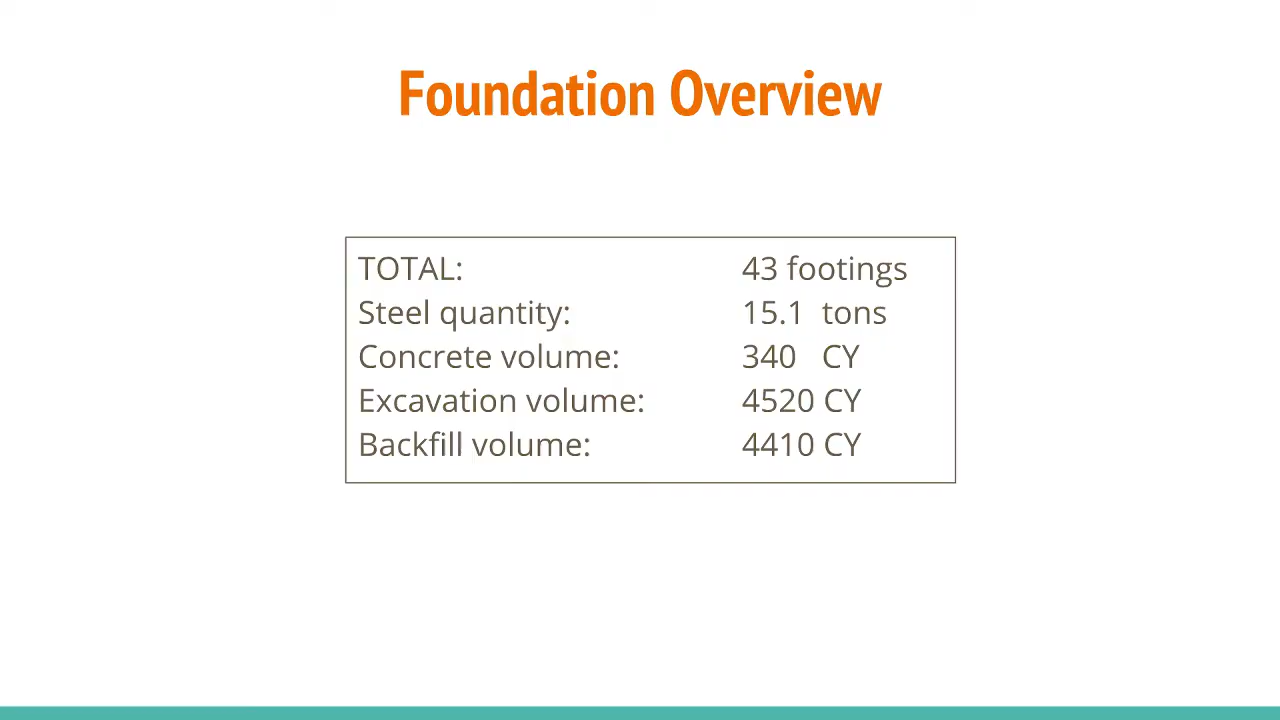 Foundation Overview
TOTAL: 43 footings
Steel quantity: 15.1 tons
Concrete volume: 340 CY
Excavation volume: 4520 CY
Backfill volume: 4410 CY